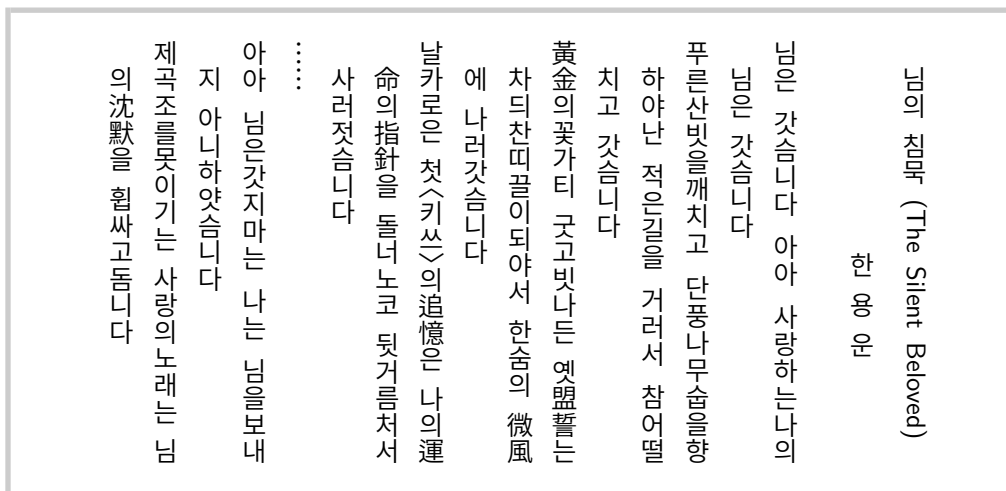 님의 침묵 (The Silent Beloved)
한 용 운
님은 갓슴니다 아아 사랑하는나의
님은 갓슴니다
푸른산빗을깨치고 단풍나무숩을향
하야난 적은길을 거러서 참어떨
치고 갓슴니다
黃金의꽃가티 굿고빗나든 옛盟誓는
차듸찬띠끌이되야서 한숨의 微風
에 나러갓슴니다
날카로은 첫〈키쓰〉의追憶은 나의運
命의指針을 돌너노코 뒷거름처서
사러젓슴니다
……
아아 님은갓지마는 나는 님을보내
지 아니하얏슴니다
제곡조를못이기는 사랑의노래는 님
의沈默을 휩싸고돔니다